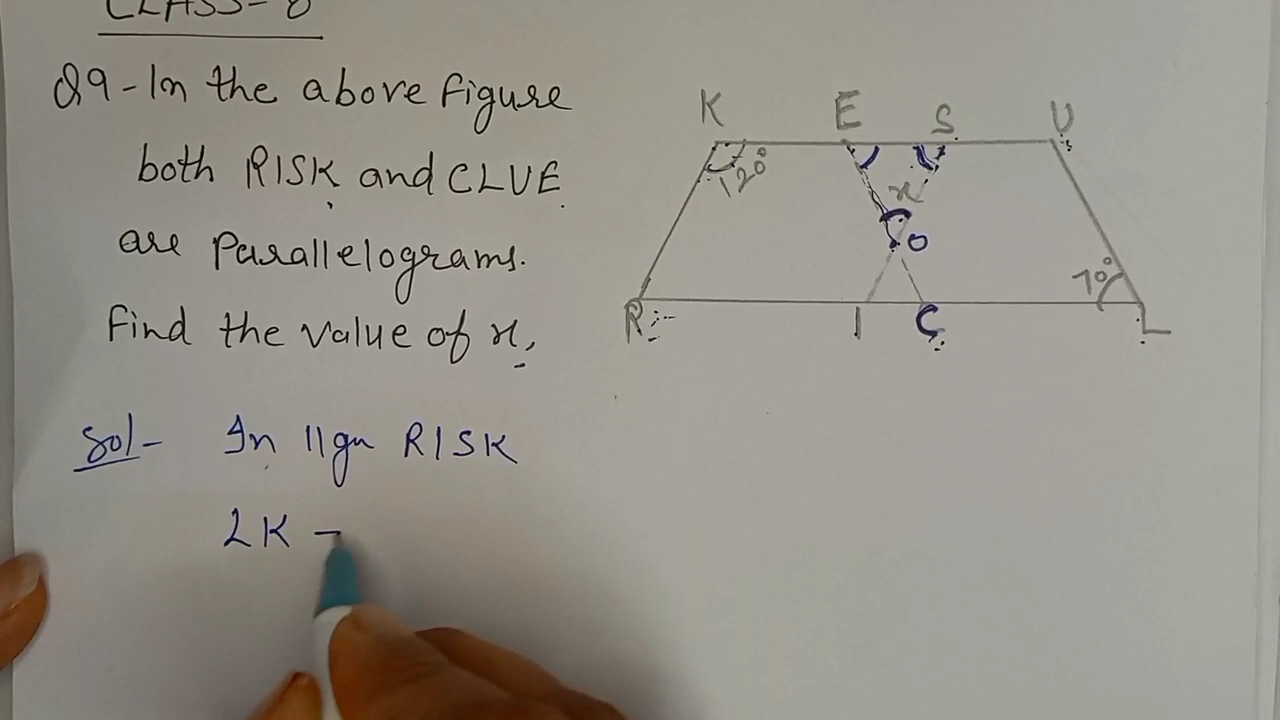 CLASS-8
Q9-In the above figure
both RISK and CLUE
are Parallelograms.
Find the value of x.
Sol- In ||gm RISK
∠K -
K E S U
120°
x
O
70°
R I C L